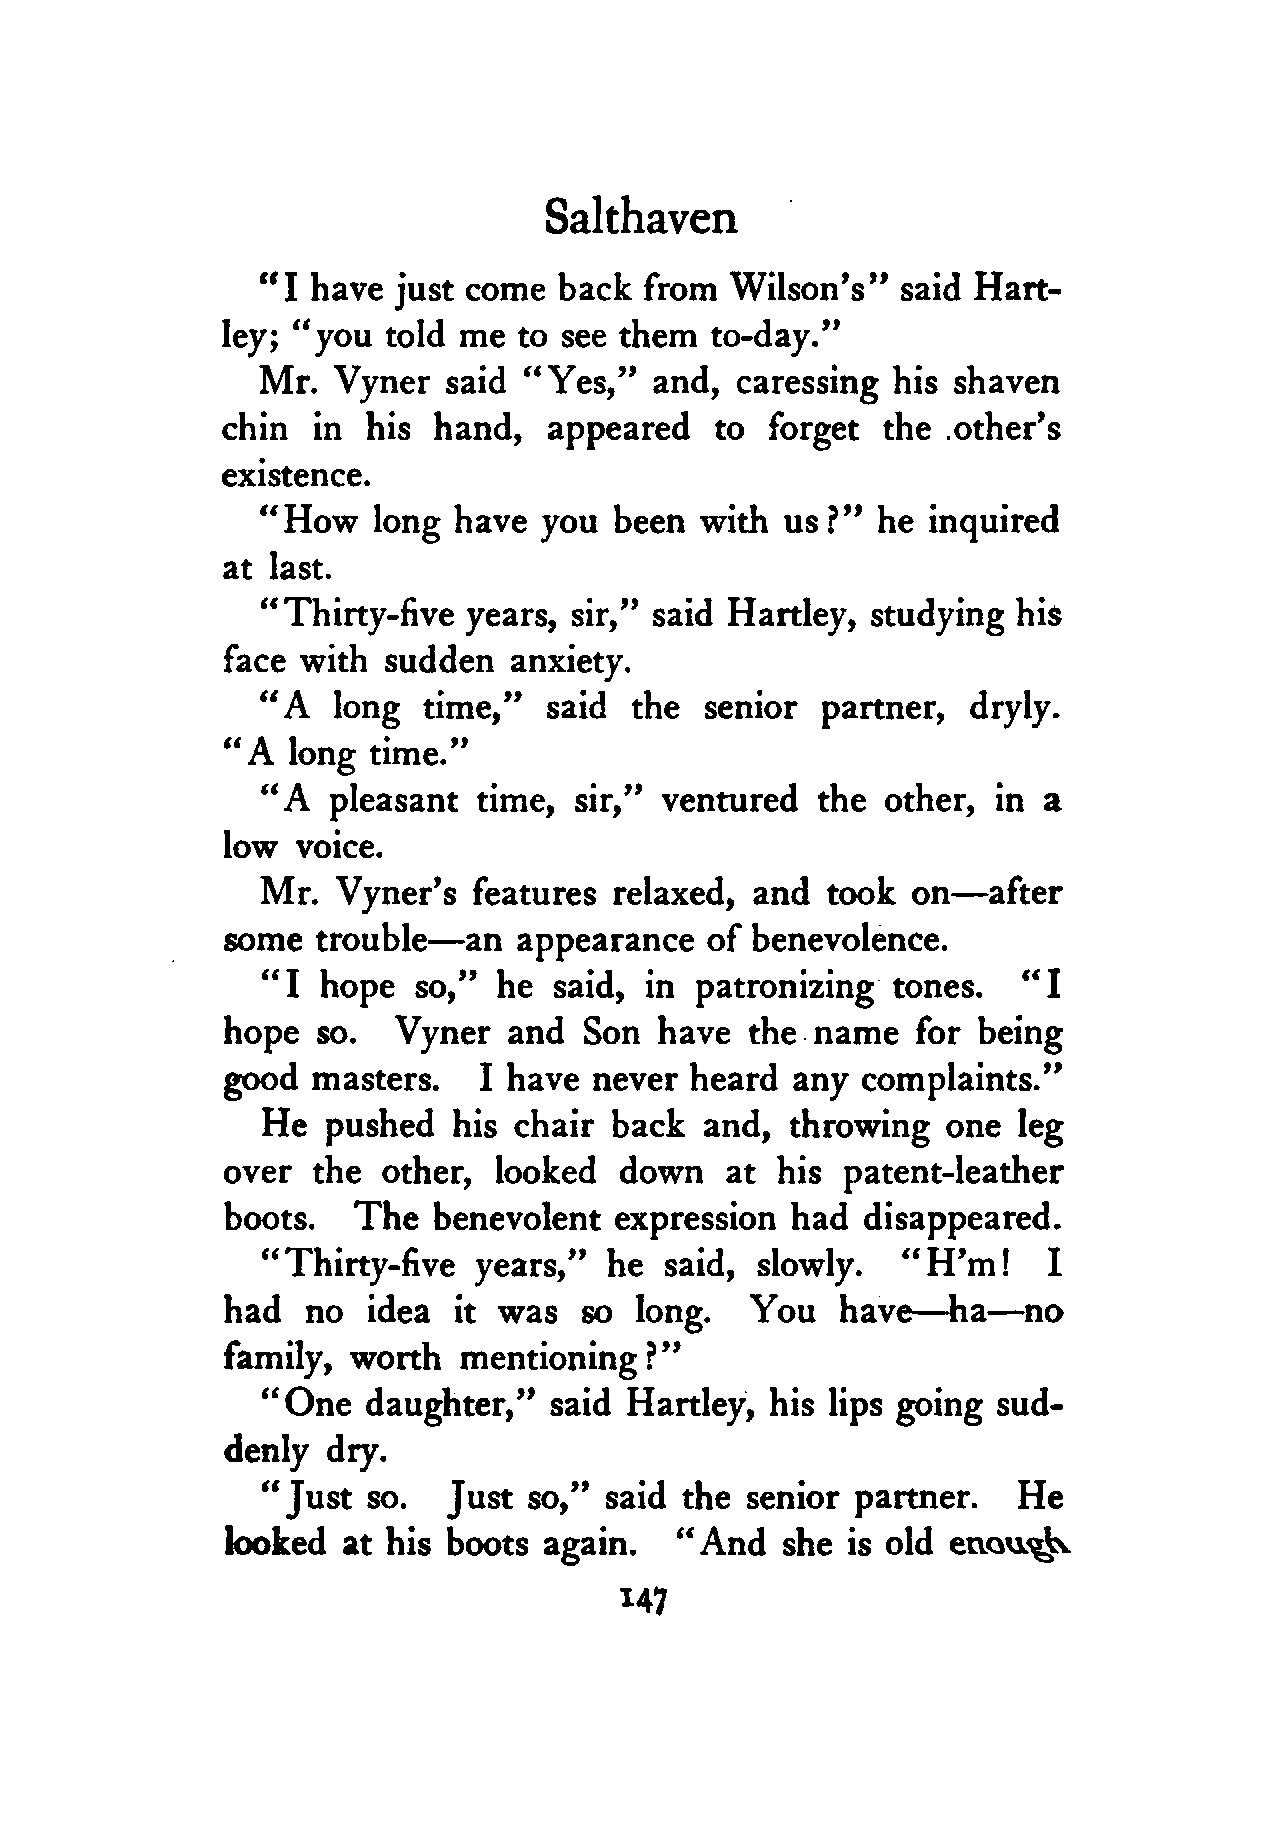 Salthaven
"I have just come back from Wilson's" said Hart-
ley; "you told me to see them to-day."
Mr. Vyner said "Yes," and, caressing his shaven
chin in his hand, appeared to forget the other's
existence.
"How long have you been with us?" he inquired
at last.
"Thirty-five years, sir," said Hartley, studying his
face with sudden anxiety.
"A long time," said the senior partner, dryly.
"A long time."
"A pleasant time, sir," ventured the other, in a
low voice.
Mr. Vyner's features relaxed, and took on—after
some trouble—an appearance of benevolence.
"I hope so," he said, in patronizing tones. "I
hope so. Vyner and Son have the name for being
good masters. I have never heard any complaints."
He pushed his chair back and, throwing one leg
over the other, looked down at his patent-leather
boots. The benevolent expression had disappeared.
"Thirty-five years," he said, slowly. "H'm! I
had no idea it was so long. You have—ha—no
family, worth mentioning?"
"One daughter," said Hartley, his lips going sud-
denly dry.
"Just so. Just so," said the senior partner. He
looked at his boots again. "And she is old enough
147